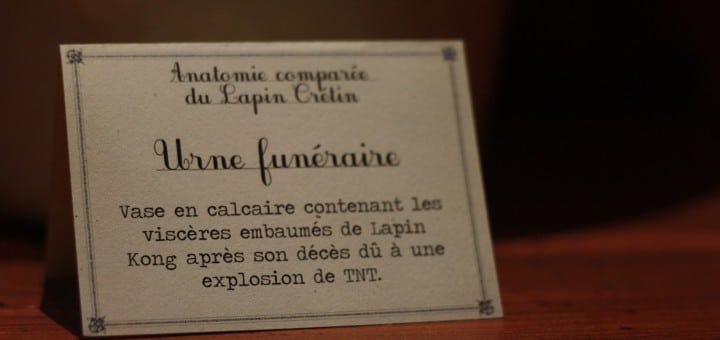 Anatomie comparée
du Lapin Crétin
Urne funéraire
Vase en calcaire contenant les
viscères embaumés de Lapin
Kong après son décès dû à une
explosion de TNT.